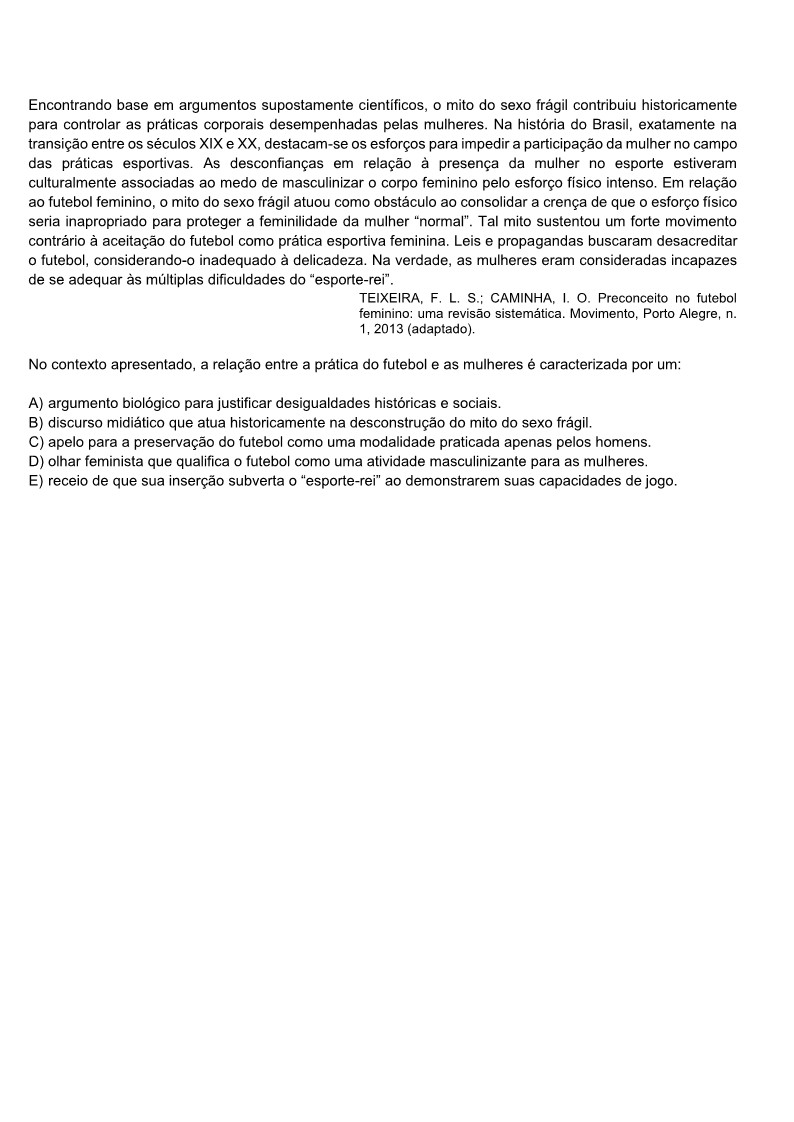 Encontrando base em argumentos supostamente científicos, o mito do sexo frágil contribuiu historicamente
para controlar as práticas corporais desempenhadas pelas mulheres. Na história do Brasil, exatamente na
transição entre os séculos XIX e XX, destacam-se os esforços para impedir a participação da mulher no campo
das práticas esportivas. As desconfianças em relação à presença da mulher no esporte estiveram
culturalmente associadas ao medo de masculinizar o corpo feminino pelo esforço físico intenso. Em relação
ao futebol feminino, o mito do sexo frágil atuou como obstáculo ao consolidar a crença de que o esforço físico
seria inapropriado para proteger a feminilidade da mulher “normal”. Tal mito sustentou um forte movimento
contrário à aceitação do futebol como prática esportiva feminina. Leis e propagandas buscaram desacreditar
o futebol, considerando-o inadequado à delicadeza. Na verdade, as mulheres eram consideradas incapazes
de se adequar às múltiplas dificuldades do “esporte-rei”.
TEIXEIRA, F. L. S.; CAMINHA, I. O. Preconceito no futebol
feminino: uma revisão sistemática. Movimento, Porto Alegre, n.
1, 2013 (adaptado).
No contexto apresentado, a relação entre a prática do futebol e as mulheres é caracterizada por um:
A) argumento biológico para justificar desigualdades históricas e sociais.
B) discurso midiático que atua historicamente na desconstrução do mito do sexo frágil.
C) apelo para a preservação do futebol como uma modalidade praticada apenas pelos homens.
D) olhar feminista que qualifica o futebol como uma atividade masculinizante para as mulheres.
E) receio de que sua inserção subverta o “esporte-rei” ao demonstrarem suas capacidades de jogo.